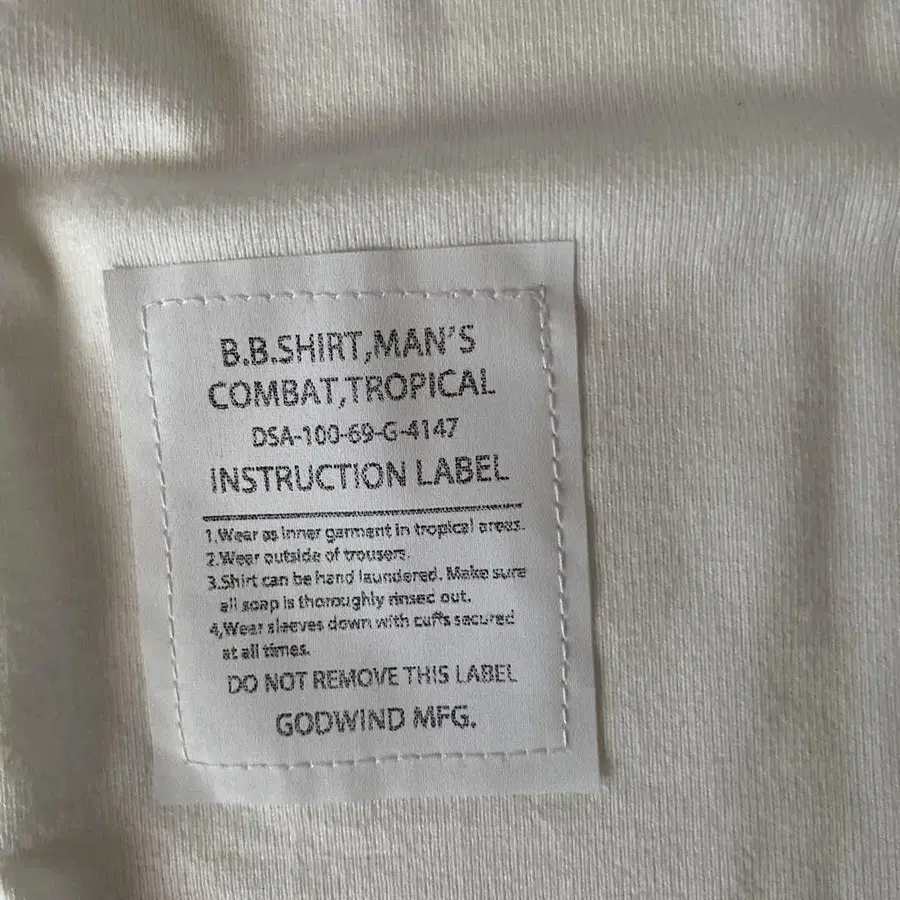 B.B.SHIRT,MAN'S
COMBAT,TROPICAL
DSA-100-69-G-4147
INSTRUCTION LABEL
1.Wear as inner garment in tropical areas.
2.Wear outside of trousers.
3.Shirt can be hand laundered. Make sure
all soap is thoroughly rinsed out.
4,Wear sleeves down with cuffs secured
at all times.
DO NOT REMOVE THIS LABEL
GODWIND MFG.